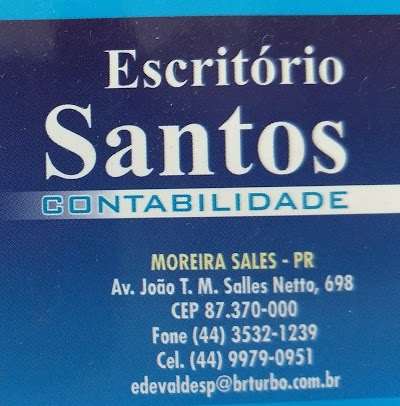 Escritório
Santos
CONTABILIDADE
MOREIRA SALES - PR
Av. João T. M. Salles Netto, 698
CEP 87.370-000
Fone (44) 3532-1239
Cel. (44) 9979-0951
edevaldesp@brturbo.com.br